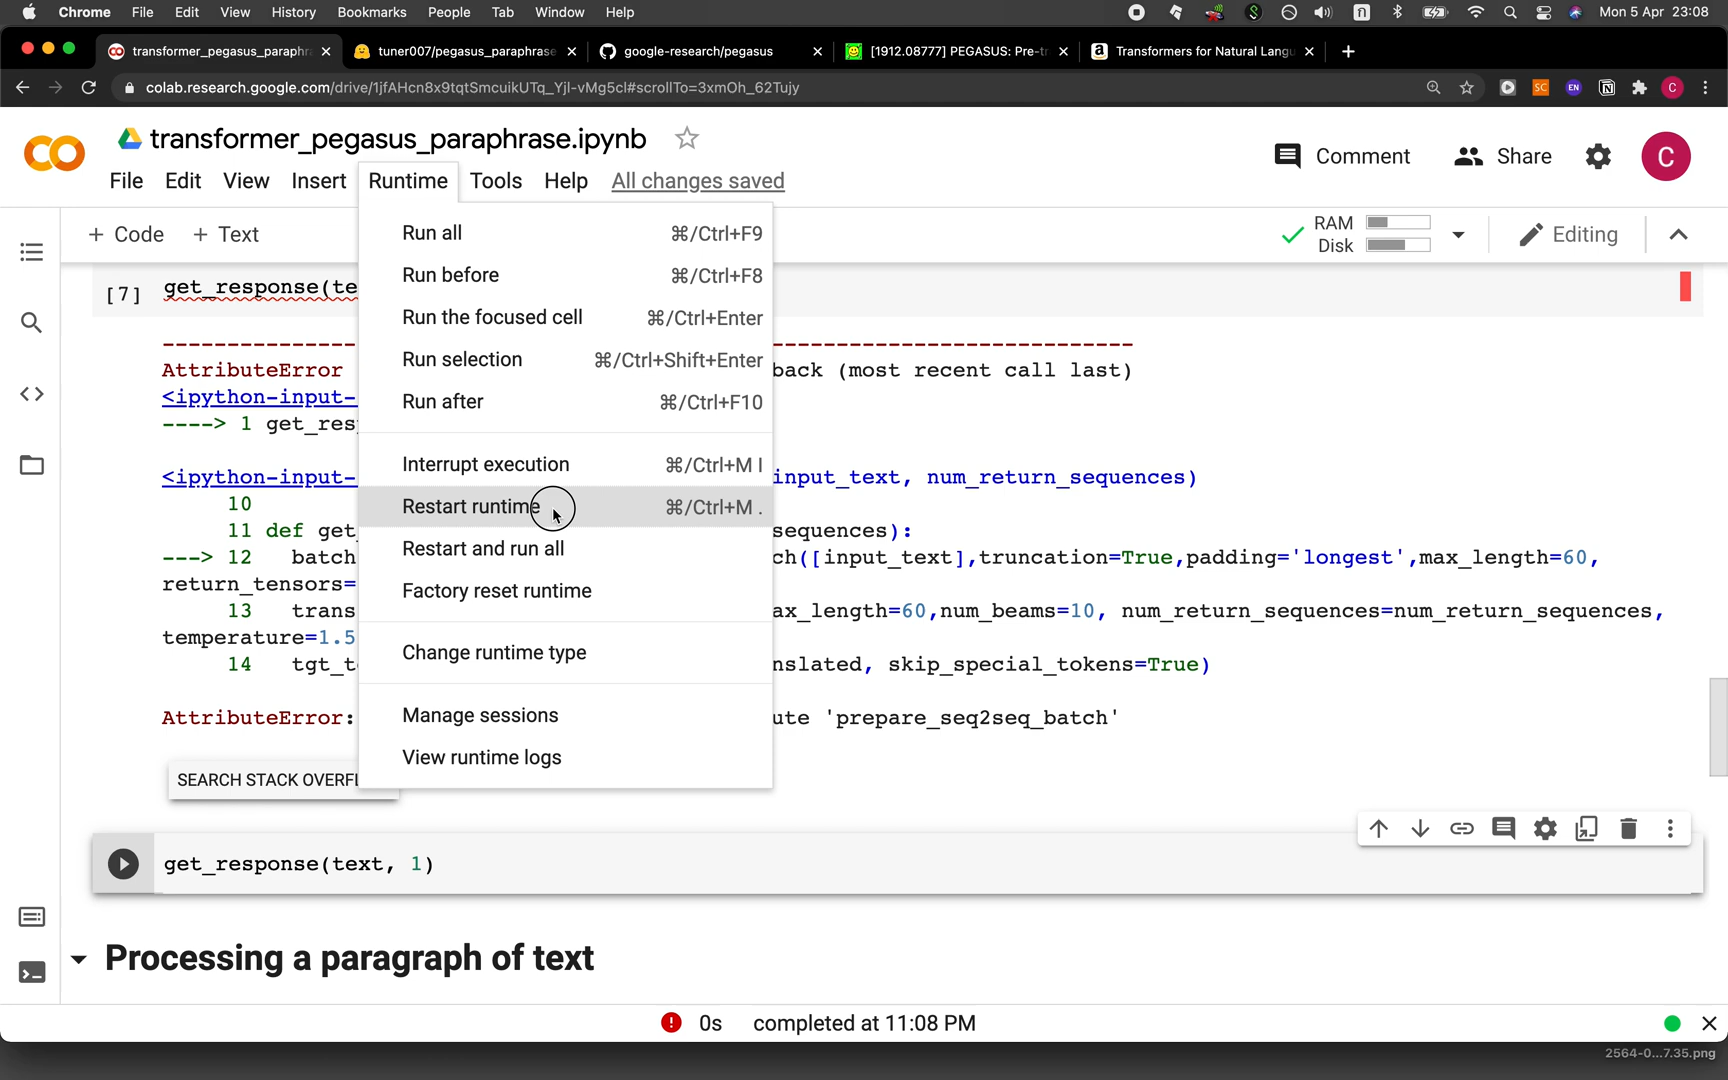 Chrome File Edit View History Bookmarks People Tab Window Help Mon 5 Apr 23:08
transformer_pegasus_paraphr tuner007/pegasus_paraphrase google-research/pegasus [1912.08777] PEGASUS: Pre-tr Transformers for Natural Langu
colab.research.google.com/drive/1jfAHcn8x9tqtSmcuikUTq_Yjl-vMg5cl#scrollTo=3xmOh_62Tujy SC EN C
transformer_pegasus_paraphrase.ipynb
Comment Share C
File Edit View Insert Runtime Tools Help All changes saved
+ Code + Text
RAM
Disk
Editing
Run all ⌘/Ctrl+F9
Run before ⌘/Ctrl+F8
Run the focused cell ⌘/Ctrl+Enter
Run selection ⌘/Ctrl+Shift+Enter
Run after ⌘/Ctrl+F10
Interrupt execution ⌘/Ctrl+M I
Restart runtime ⌘/Ctrl+M .
Restart and run all
Factory reset runtime
Change runtime type
Manage sessions
View runtime logs
[7] get_response(te
AttributeError back (most recent call last)
<ipython-input-
----> 1 get_res
<ipython-input- input_text, num_return_sequences)
10
11 def get_ sequences):
---> 12 batch ch([input_text],truncation=True,padding='longest',max_length=60,
return_tensors=
13 trans ax_length=60,num_beams=10, num_return_sequences=num_return_sequences,
temperature=1.5
14 tgt_t nslated, skip_special_tokens=True)
AttributeError: ute 'prepare_seq2seq_batch'
SEARCH STACK OVERFL
get_response(text, 1)
Processing a paragraph of text
0s completed at 11:08 PM
2564-0...7.35.png